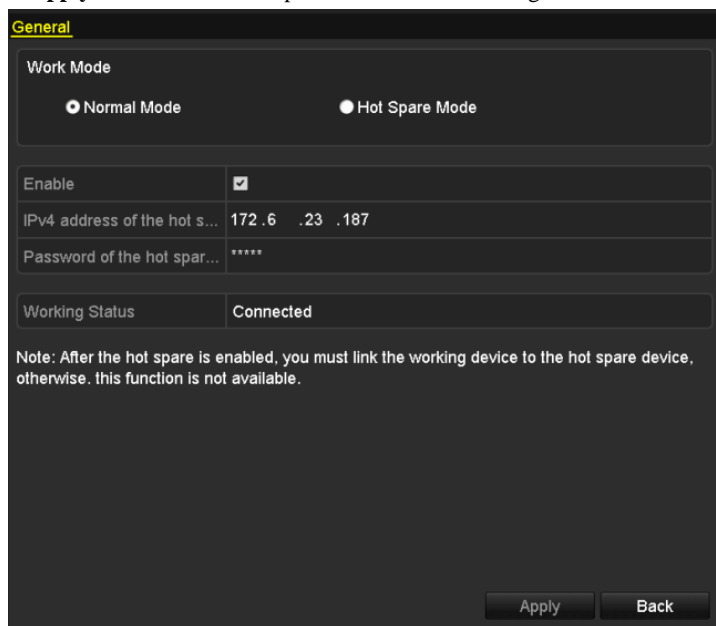 General
Work Mode
Normal Mode
Hot Spare Mode
Enable
IPv4 address of the hot s... 172 .6 .23 .187
Password of the hot spar... *****
Working Status Connected
Note: After the hot spare is enabled, you must link the working device to the hot spare device,
otherwise. this function is not available.
Apply Back